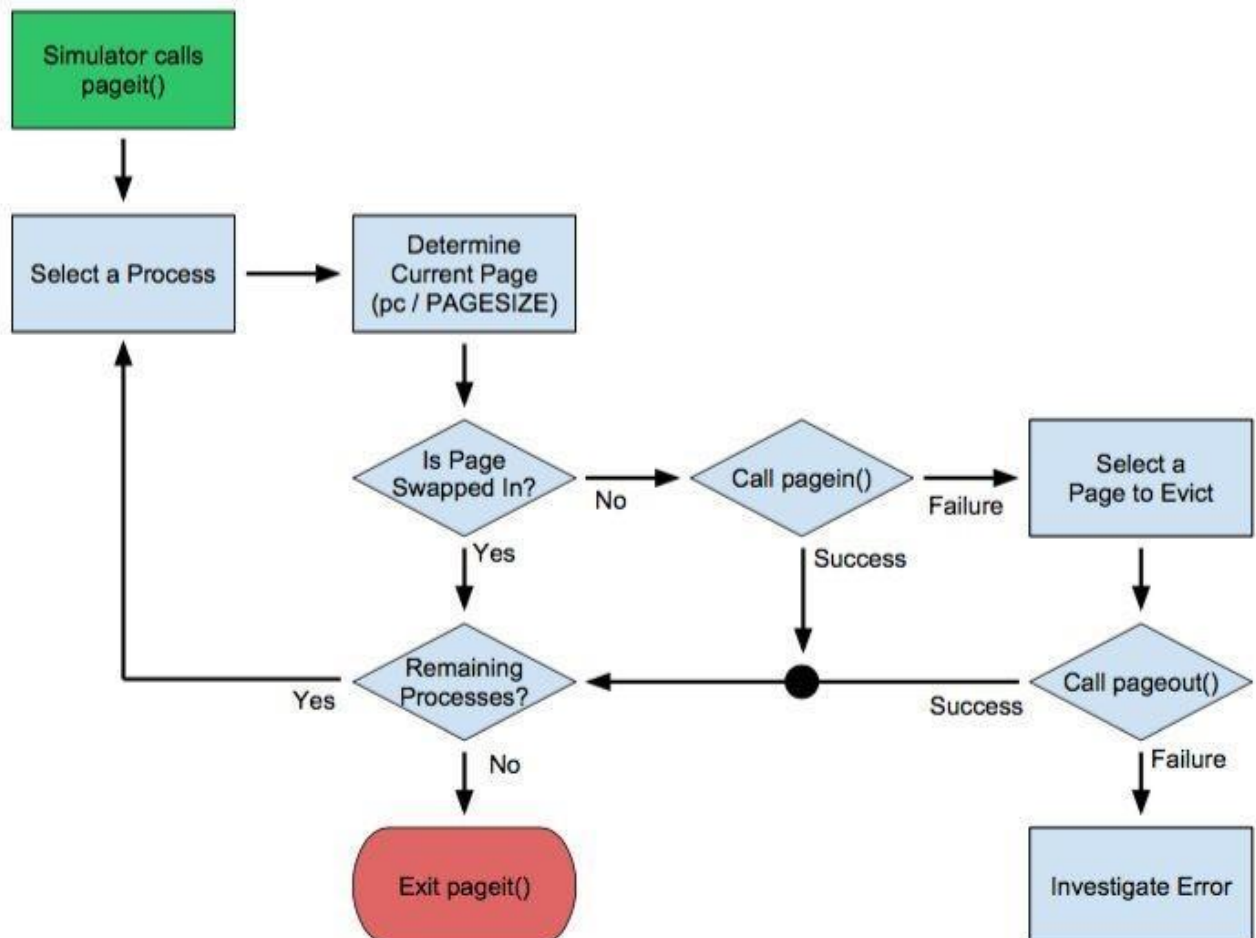 Simulator calls
pageit()
Select a Process
Determine
Current Page
(pc / PAGESIZE)
Is Page
Swapped In?
No
Call pagein()
Failure
Select a
Page to Evict
Yes
Success
Remaining
Processes?
Yes
Success
Call pageout()
No
Failure
Exit pageit()
Investigate Error